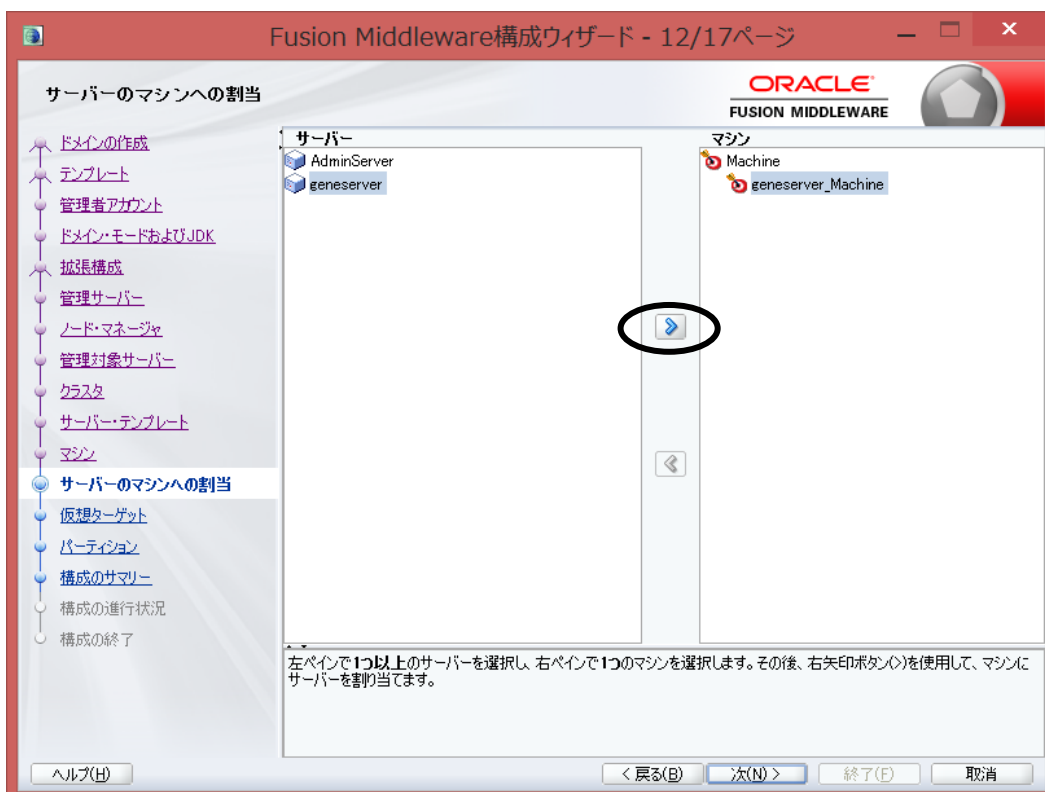 Fusion Middleware構成ウィザード - 12/17ページ
サーバーのマシンへの割当
ORACLE
FUSION MIDDLEWARE
ドメインの作成
テンプレート
管理者アカウント
ドメイン・モードおよびJDK
拡張構成
管理サーバー
ノード・マネージャ
管理対象サーバー
クラスタ
サーバー・テンプレート
マシン
サーバーのマシンへの割当
仮想ターゲット
パーティション
構成のサマリー
構成の進行状況
構成の終了
サーバー
AdminServer
geneserver
マシン
Machine
geneserver_Machine
左ペインで1つ以上のサーバーを選択し、右ペインで1つのマシンを選択します。その後、右矢印ボタン(>)を使用して、マシンに
サーバーを割り当てます。
ヘルプ(H)
< 戻る(B)
次(N) >
終了(F)
取消